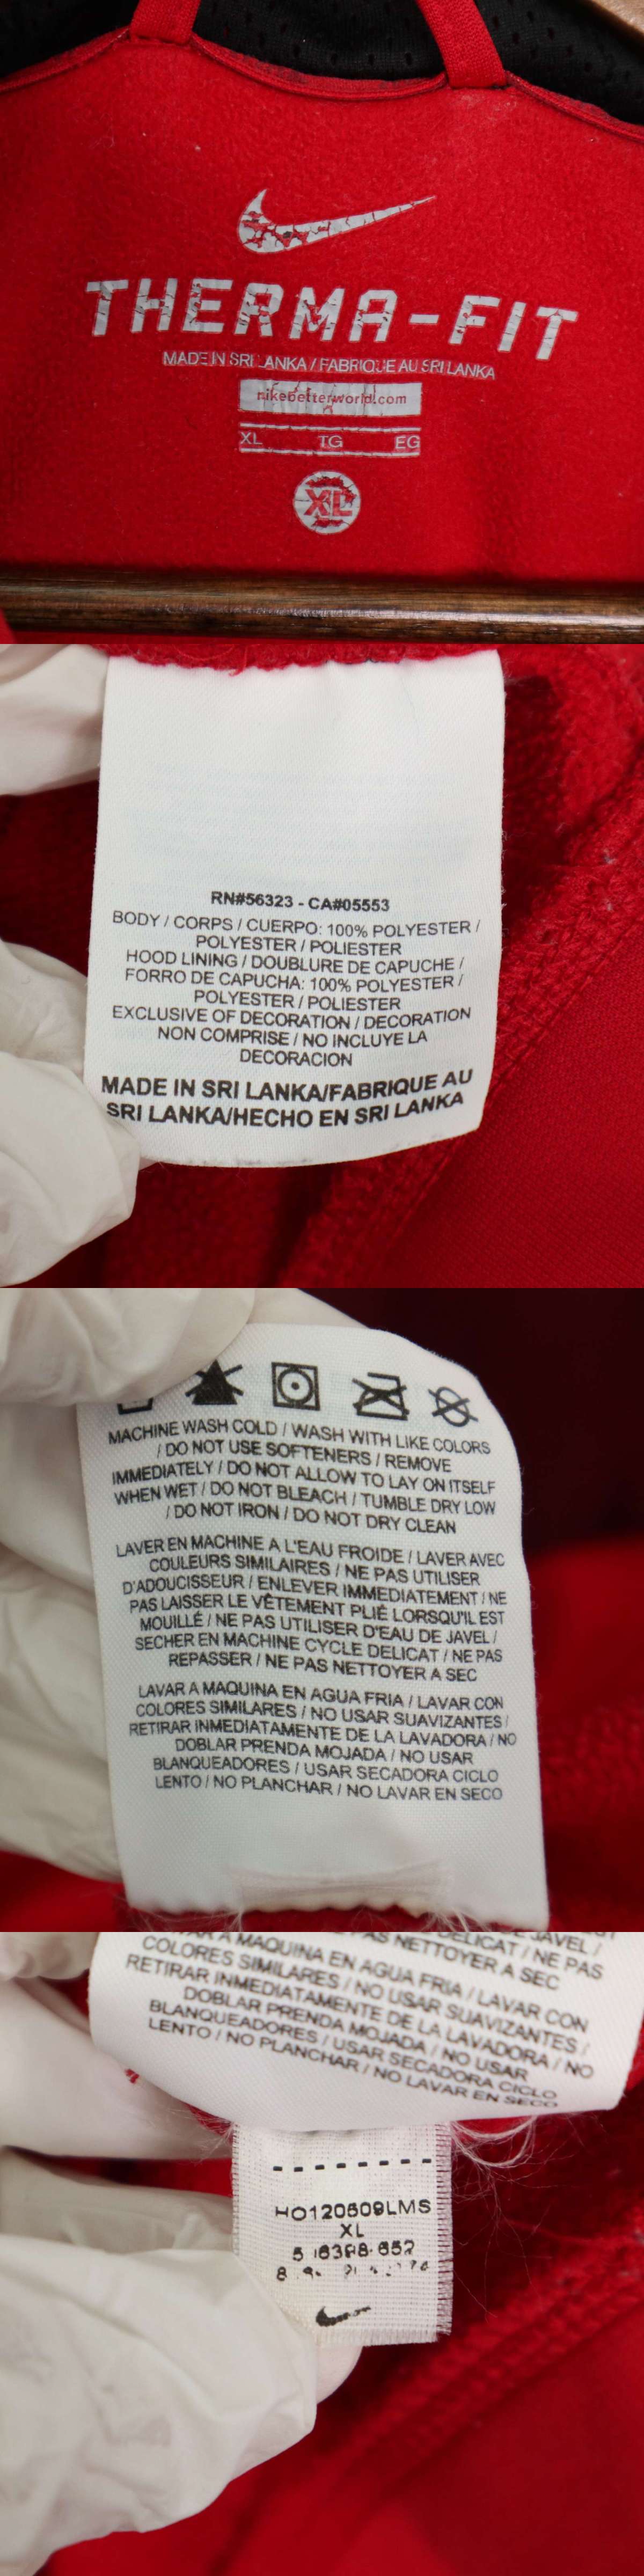 THERMA-FIT
MADE IN SRI LANKA / FABRIQUE AU SRI LANKA
nikebetterworld.com
XL TG EG
XL
RN#56323 - CA#05553
BODY / CORPS / CUERPO: 100% POLYESTER /
POLYESTER / POLIESTER
HOOD LINING / DOUBLURE DE CAPUCHE /
FORRO DE CAPUCHA: 100% POLYESTER /
POLYESTER / POLIESTER
EXCLUSIVE OF DECORATION / DECORATION
NON COMPRISE / NO INCLUYE LA
DECORACION
MADE IN SRI LANKA/FABRIQUE AU
SRI LANKA/HECHO EN SRI LANKA
MACHINE WASH COLD / WASH WITH LIKE COLORS
/ DO NOT USE SOFTENERS / REMOVE
IMMEDIATELY / DO NOT ALLOW TO LAY ON ITSELF
WHEN WET / DO NOT BLEACH / TUMBLE DRY LOW
/ DO NOT IRON / DO NOT DRY CLEAN
LAVER EN MACHINE A L'EAU FROIDE / LAVER AVEC
COULEURS SIMILAIRES / NE PAS UTILISER
D'ADOUCISSEUR / ENLEVER IMMEDIATEMENT / NE
PAS LAISSER LE VÊTEMENT PLIÉ LORSQU'IL EST
MOUILLÉ / NE PAS UTILISER D'EAU DE JAVEL /
SECHER EN MACHINE CYCLE DELICAT / NE PAS
REPASSER / NE PAS NETTOYER A SEC
LAVAR A MAQUINA EN AGUA FRIA / LAVAR CON
COLORES SIMILARES / NO USAR SUAVIZANTES /
RETIRAR INMEDIATAMENTE DE LA LAVADORA / NO
DOBLAR PRENDA MOJADA / NO USAR
BLANQUEADORES / USAR SECADORA CICLO
LENTO / NO PLANCHAR / NO LAVAR EN SECO
DE JAVEL /
DELICAT / NE PAS
PAS NETTOYER A SEC
A MAQUINA EN AGUA FRIA / LAVAR CON
COLORES SIMILARES / NO USAR SUAVIZANTES /
RETIRAR INMEDIATAMENTE DE LA LAVADORA / NO
DOBLAR PRENDA MOJADA / NO USAR
BLANQUEADORES / USAR SECADORA CICLO
LENTO / NO PLANCHAR / NO LAVAR EN SECO
HO120609LMS
XL